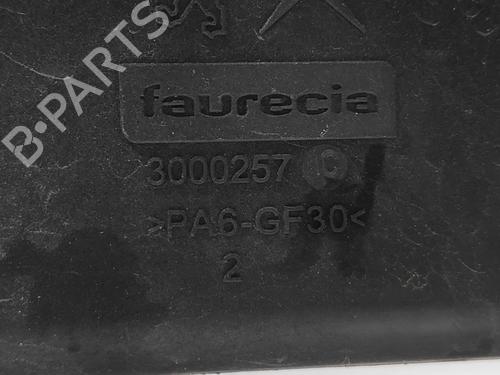 B-PARTS
faurecia
3000257 C
>PA6-GF30<
2